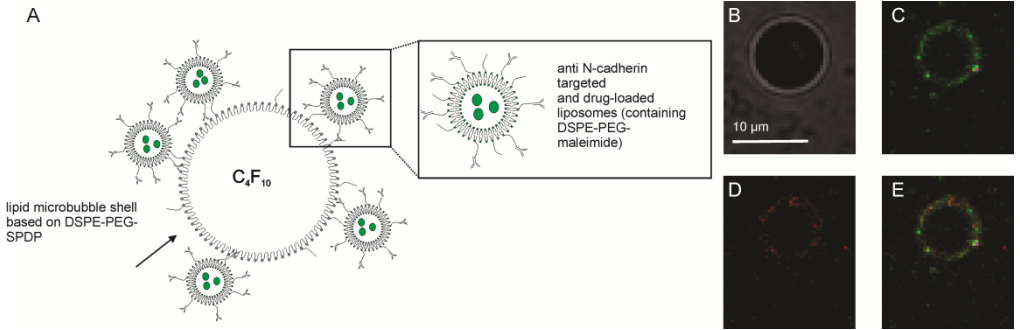 A
B
C
anti N-cadherin
targeted
and drug-loaded
liposomes (containing
DSPE-PEG-
maleimide)
10 µm
C₄F₁₀
D
E
lipid microbubble shell
based on DSPE-PEG-
SPDP